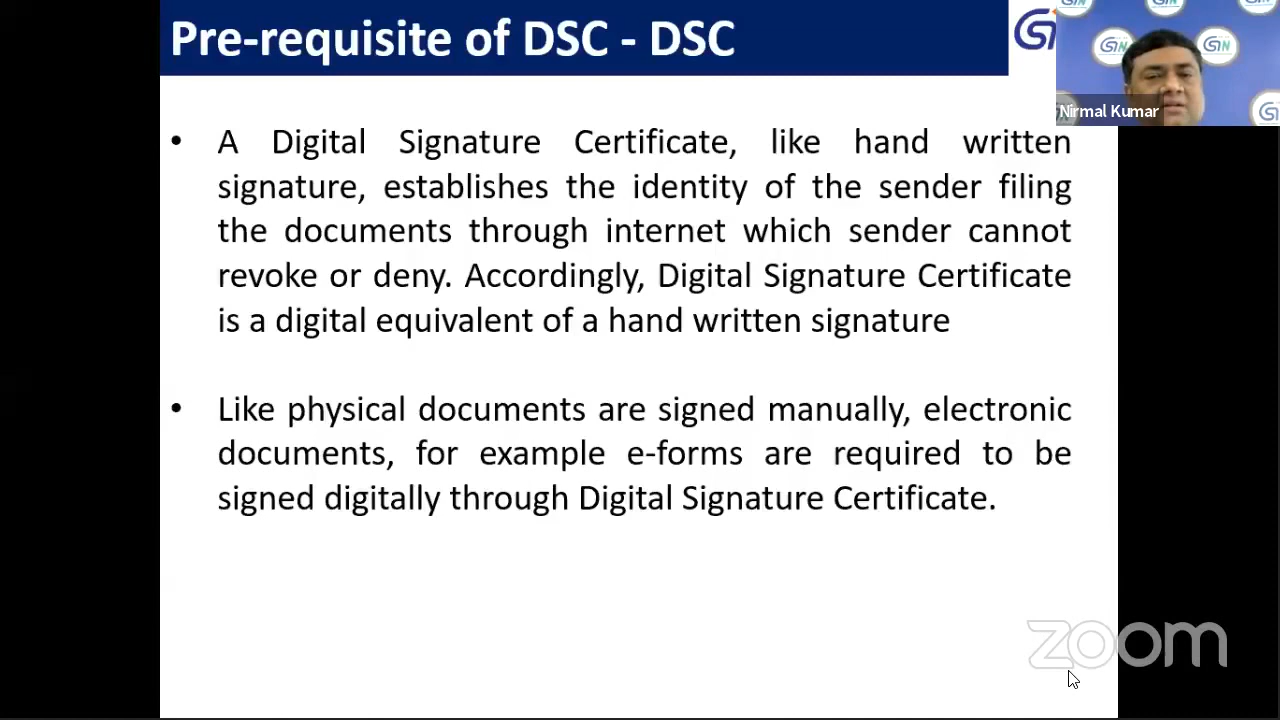 Pre-requisite of DSC - DSC
Nirmal Kumar
• A Digital Signature Certificate, like hand written
signature, establishes the identity of the sender filing
the documents through internet which sender cannot
revoke or deny. Accordingly, Digital Signature Certificate
is a digital equivalent of a hand written signature
• Like physical documents are signed manually, electronic
documents, for example e-forms are required to be
signed digitally through Digital Signature Certificate.
zoom